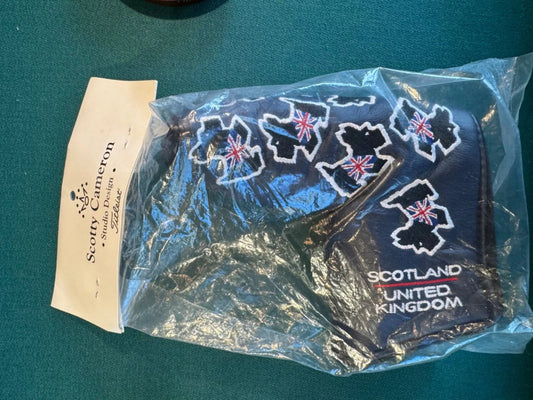 Scotty Cameron
• Studio Design •
Titleist
SCOTLAND
UNITED
KINGDOM